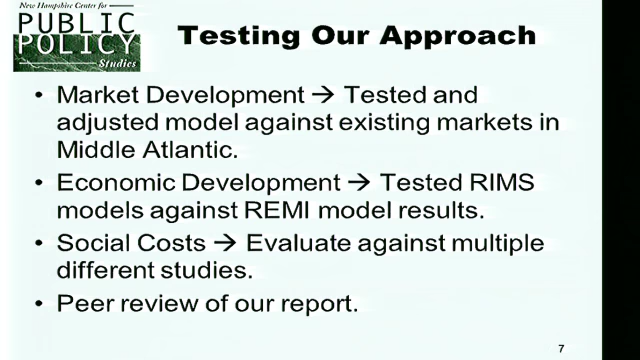 New Hampshire Center for
PUBLIC
POLICY
Studies
Testing Our Approach
• Market Development → Tested and
adjusted model against existing markets in
Middle Atlantic.
• Economic Development → Tested RIMS
models against REMI model results.
• Social Costs → Evaluate against multiple
different studies.
• Peer review of our report.
7